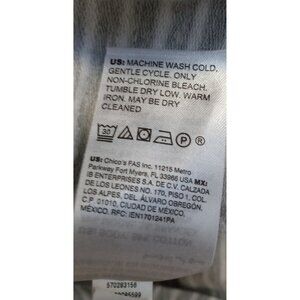 US: MACHINE WASH COLD.
GENTLE CYCLE. ONLY
NON-CHLORINE BLEACH.
TUMBLE DRY LOW. WARM
IRON. MAY BE DRY
CLEANED
30 P ®
US: Chico's FAS Inc. 11215 Metro
Parkway Fort Myers, FL 33966 USA MX:
IB ENTERPRISES S.A. DE C.V. CALZADA
DE LOS LEONES NO. 170, PISO 1, COL.
LOS ALPES, DEL. ÁLVARO OBREGÓN,
C.P. 01010, CIUDAD DE MÉXICO,
MÉXICO. RFC: IEN1701241PA
570283156